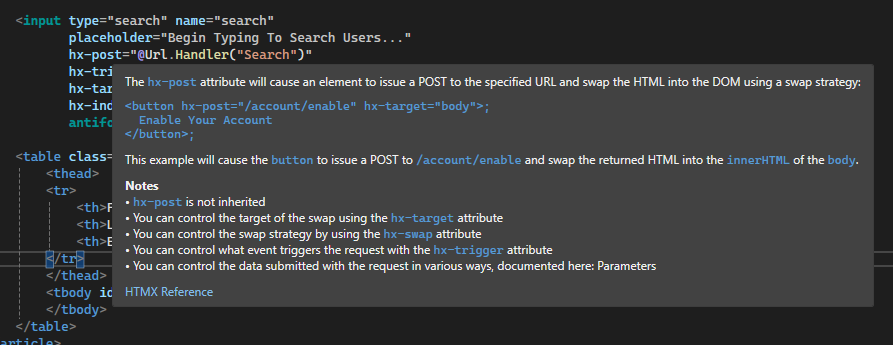 <input type="search" name="search"
placeholder="Begin Typing To Search Users..."
hx-post="@Url.Handler("Search")"
hx-tri
hx-tar
hx-ind
antifo
The hx-post attribute will cause an element to issue a POST to the specified URL and swap the HTML into the DOM using a swap strategy:
<button hx-post="/account/enable" hx-target="body">;
Enable Your Account
</button>;
This example will cause the button to issue a POST to /account/enable and swap the returned HTML into the innerHTML of the body.
Notes
• hx-post is not inherited
• You can control the target of the swap using the hx-target attribute
• You can control the swap strategy by using the hx-swap attribute
• You can control what event triggers the request with the hx-trigger attribute
• You can control the data submitted with the request in various ways, documented here: Parameters
HTMX Reference
<table class=
<thead>
<tr>
<th>F
<th>L
<th>E
</tr>
</thead>
<tbody id
</tbody>
</table>
article>